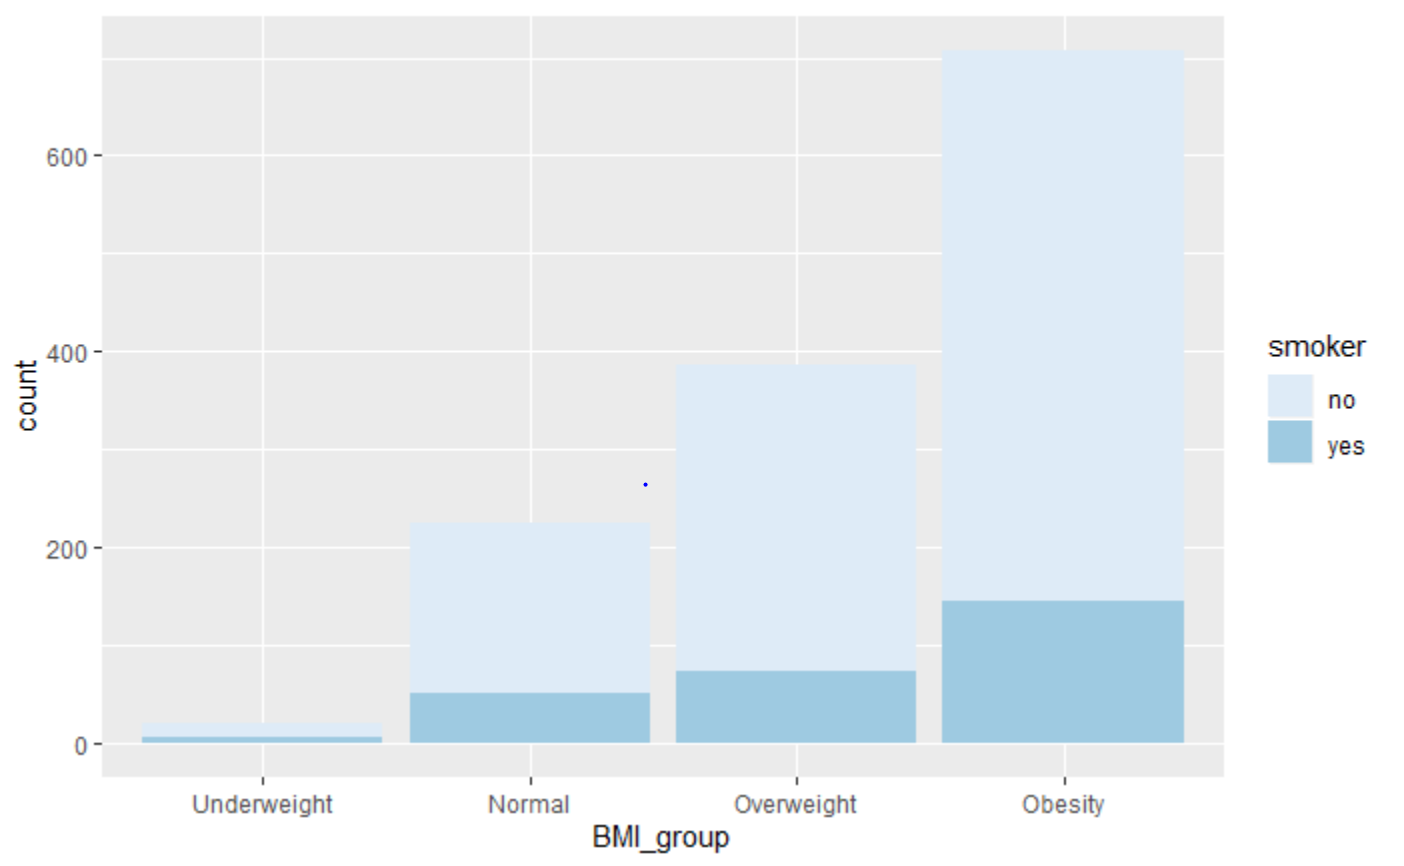 600
400
200
0
count
Underweight Normal Overweight Obesity
BMI_group
smoker
no
yes